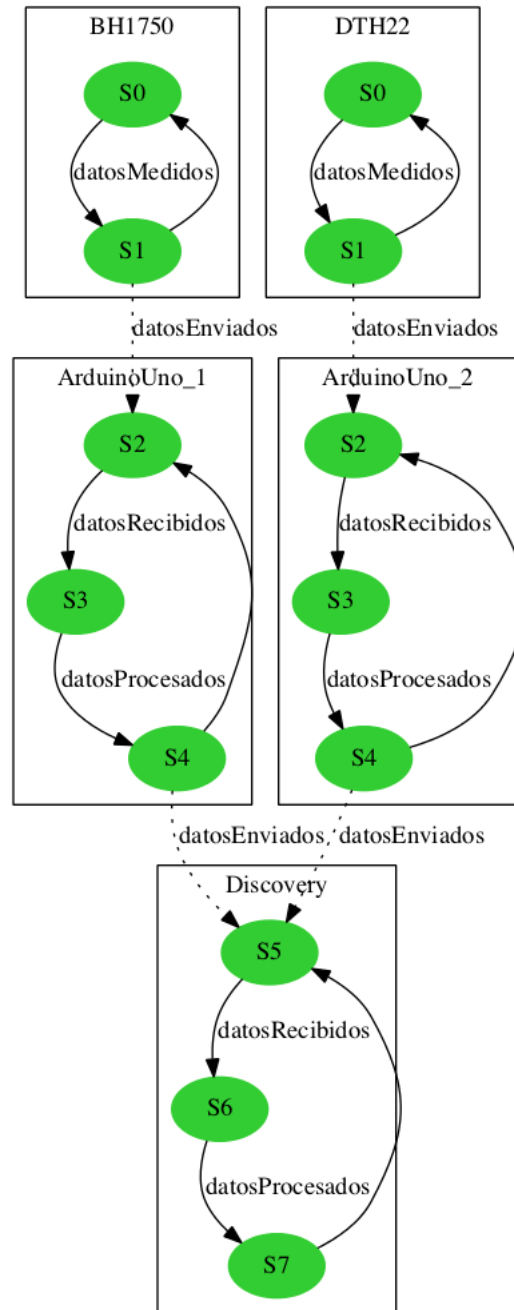 BH1750
DTH22
S0
S0
datosMedidos
datosMedidos
S1
S1
datosEnviados
datosEnviados
ArduinoUno_1
ArduinoUno_2
S2
S2
datosRecibidos
datosRecibidos
S3
S3
datosProcesados
datosProcesados
S4
S4
datosEnviados
datosEnviados
Discovery
S5
datosRecibidos
S6
datosProcesados
S7